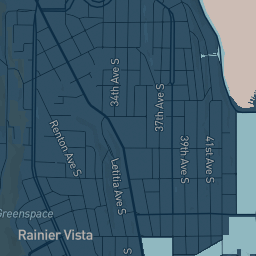 34th Ave S
37th Ave S
Renton Ave S
39th Ave S
41st Ave S
Letitia Ave S
Greenspace
Rainier Vista
S